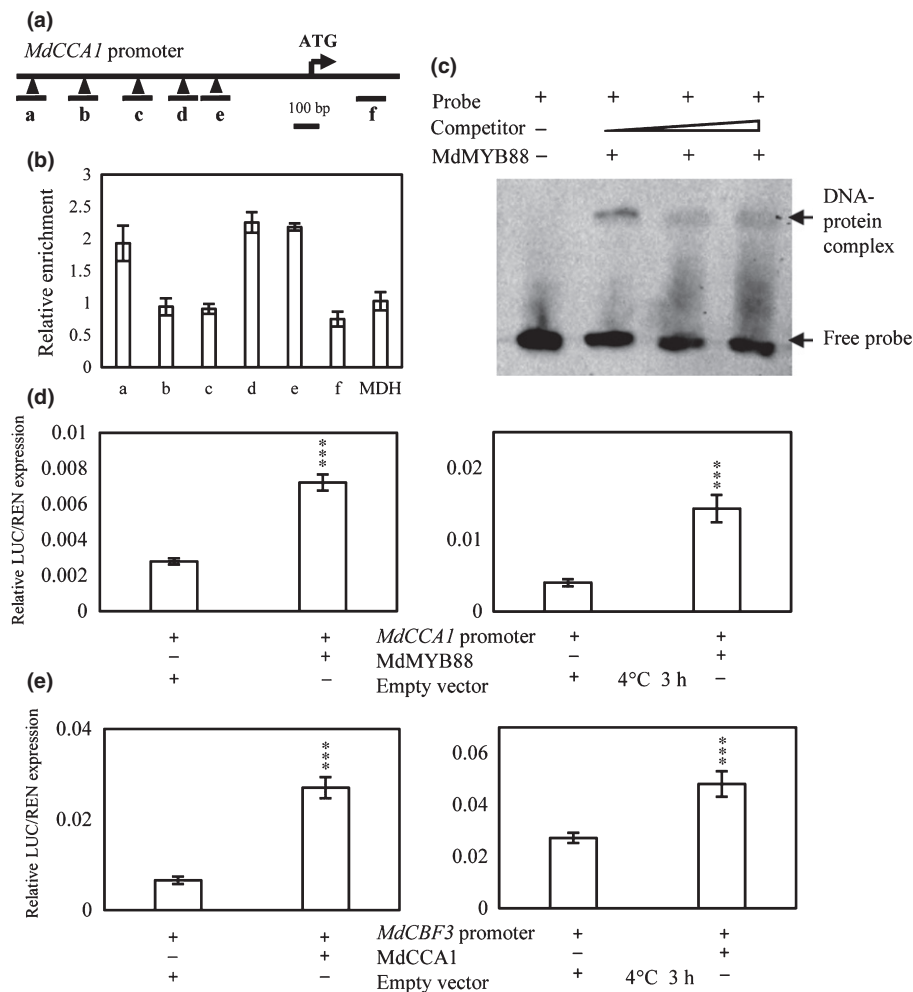 (a)
MdCCA1 promoter
ATG
a b c d e
100 bp
f
(b)
Relative enrichment
3
2.5
2
1.5
1
0.5
0
a b c d e f MDH
(c)
Probe + + + +
Competitor –
MdMYB88 – + + +
DNA-
protein
complex
Free probe
(d)
Relative LUC/REN expression
0.01
0.008
0.006
0.004
0.002
0
***
0.02
0.01
0
***
+ + MdCCA1 promoter + +
– + MdMYB88 – +
+ – Empty vector + 4°C 3 h –
(e)
Relative LUC/REN expression
0.04
0.02
0
***
0.06
0.04
0.02
0
***
+ + MdCBF3 promoter + +
– + MdCCA1 – +
+ – Empty vector + 4°C 3 h –